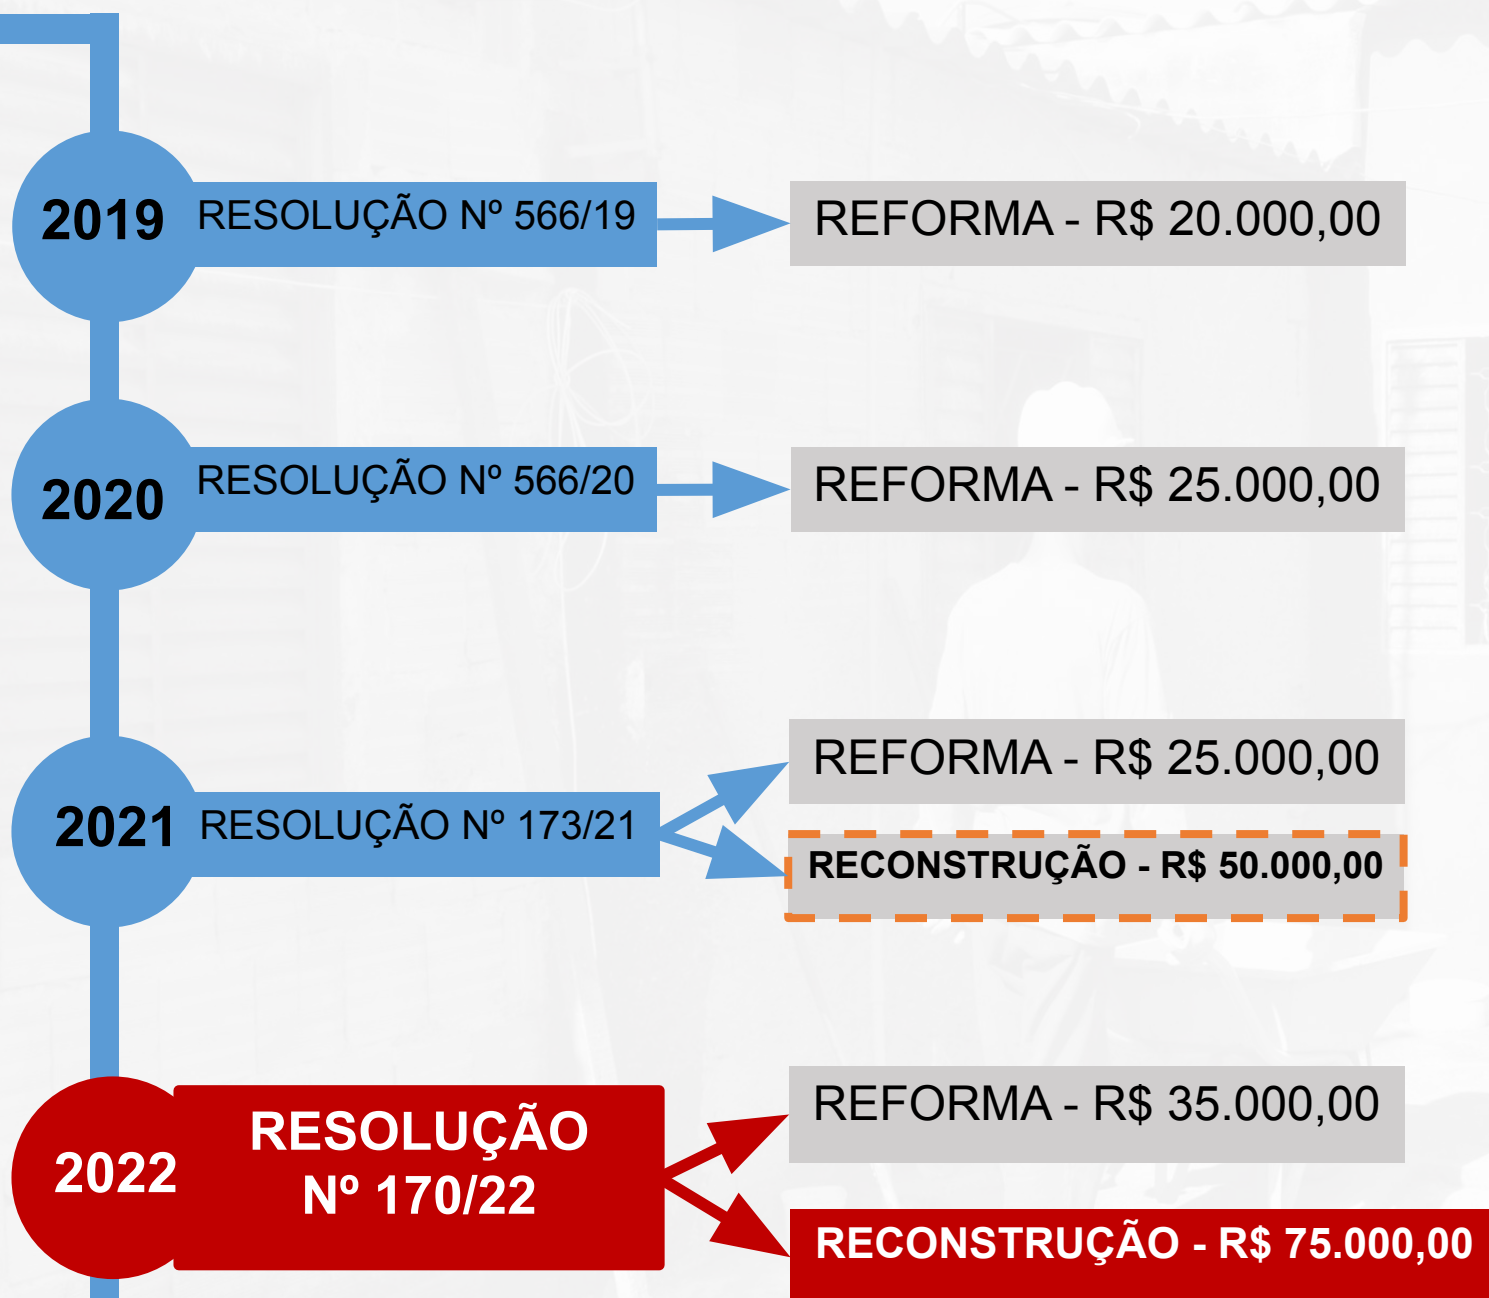 2019
RESOLUÇÃO Nº 566/19
REFORMA - R$ 20.000,00
2020
RESOLUÇÃO Nº 566/20
REFORMA - R$ 25.000,00
2021
RESOLUÇÃO Nº 173/21
REFORMA - R$ 25.000,00
RECONSTRUÇÃO - R$ 50.000,00
2022
RESOLUÇÃO
Nº 170/22
REFORMA - R$ 35.000,00
RECONSTRUÇÃO - R$ 75.000,00